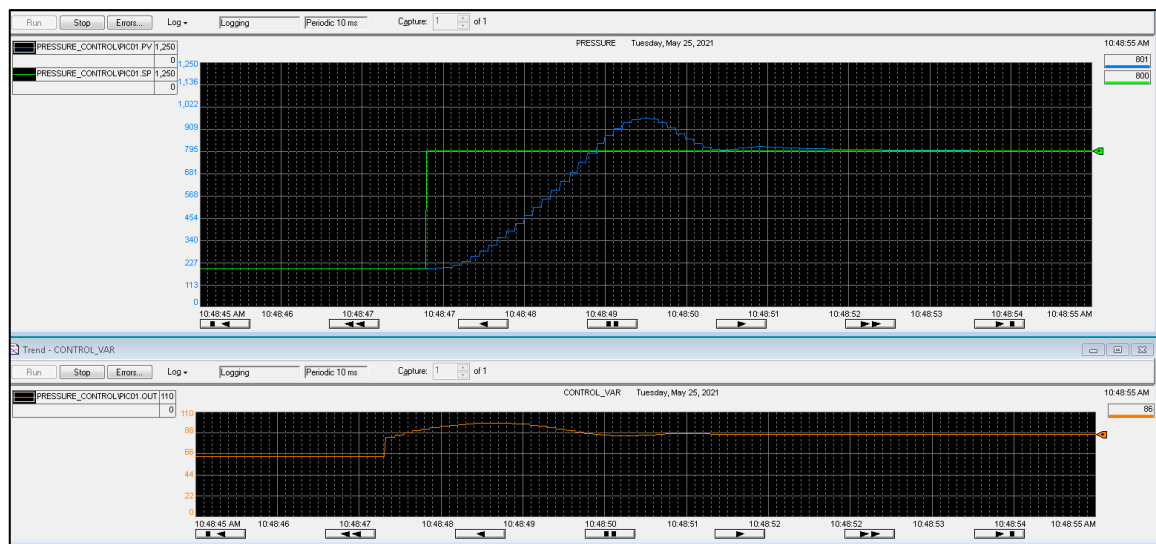 Run Stop Errors... Log Logging Periodic 10 ms Capture: 1 of 1
PRESSURE Tuesday, May 25, 2021 10:48:55 AM
PRESSURE_CONTROL\PIC01.PV 1,250
0
PRESSURE_CONTROL\PIC01.SP 1,250
0
801
800
1,250
1,136
1,022
909
795
681
568
454
340
227
113
0
10:48:45 AM 10:48:46 10:48:47 10:48:47 10:48:48 10:48:49 10:48:50 10:48:51 10:48:52 10:48:53 10:48:54 10:48:55 AM
Trend - CONTROL_VAR
Run Stop Errors... Log Logging Periodic 10 ms Capture: 1 of 1
CONTROL_VAR Tuesday, May 25, 2021 10:48:55 AM
PRESSURE_CONTROL\PIC01.OUT 110
0
86
110
88
66
44
22
0
10:48:45 AM 10:48:46 10:48:47 10:48:48 10:48:49 10:48:50 10:48:51 10:48:52 10:48:52 10:48:53 10:48:54 10:48:55 AM